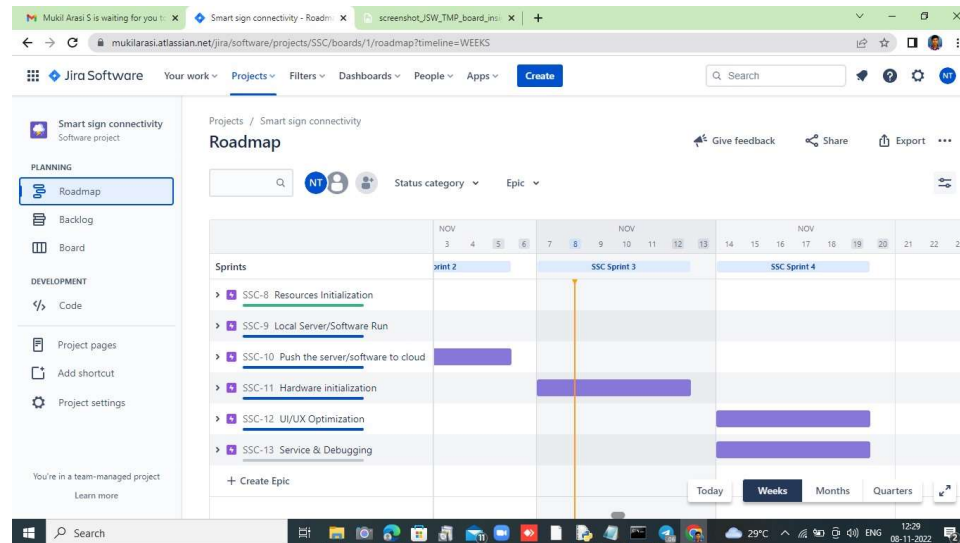 Mukil Arasi S is waiting for you to
Smart sign connectivity - Roadm
screenshot_JSW_TMP_board_insi
mukilarasi.atlassian.net/jira/software/projects/SSC/boards/1/roadmap?timeline=WEEKS
Jira Software Your work Projects Filters Dashboards People Apps Create Search NT
Smart sign connectivity
Software project
PLANNING
Roadmap
Backlog
Board
DEVELOPMENT
Code
Project pages
Add shortcut
Project settings
You're in a team-managed project
Learn more
Projects / Smart sign connectivity
Roadmap
Give feedback Share Export
NT Status category Epic
NOV NOV NOV
3 4 5 6 7 8 9 10 11 12 13 14 15 16 17 18 19 20 21 22 2
Sprints print 2 SSC Sprint 3 SSC Sprint 4
SSC-8 Resources Initialization
SSC-9 Local Server/Software Run
SSC-10 Push the server/software to cloud
SSC-11 Hardware initialization
SSC-12 UI/UX Optimization
SSC-13 Service & Debugging
+ Create Epic
Today Weeks Months Quarters
Search
29°C ENG 12:29
08-11-2022